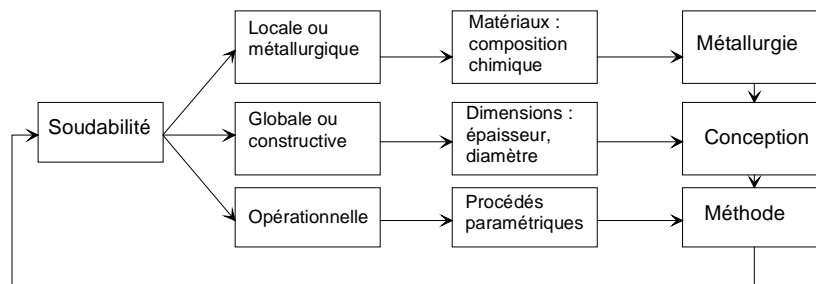 Locale ou
métallurgique
Matériaux :
composition
chimique
Métallurgie
Soudabilité
Globale ou
constructive
Dimensions :
épaisseur,
diamètre
Conception
Opérationnelle
Procédés
paramétriques
Méthode